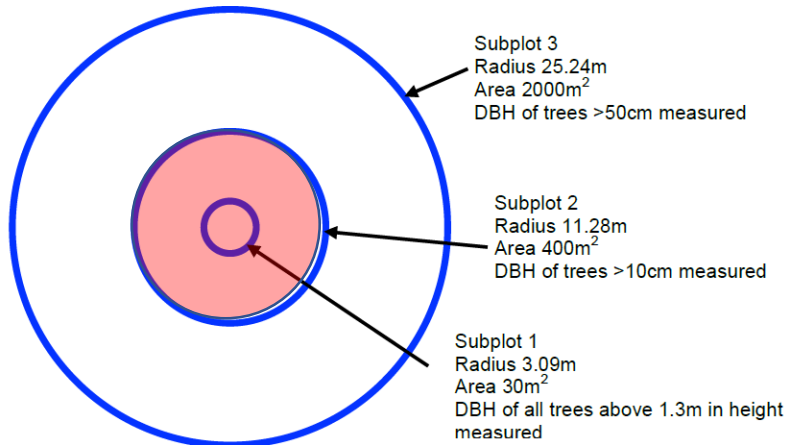 Subplot 3
Radius 25.24m
Area 2000m²
DBH of trees >50cm measured
Subplot 2
Radius 11.28m
Area 400m²
DBH of trees >10cm measured
Subplot 1
Radius 3.09m
Area 30m²
DBH of all trees above 1.3m in height
measured